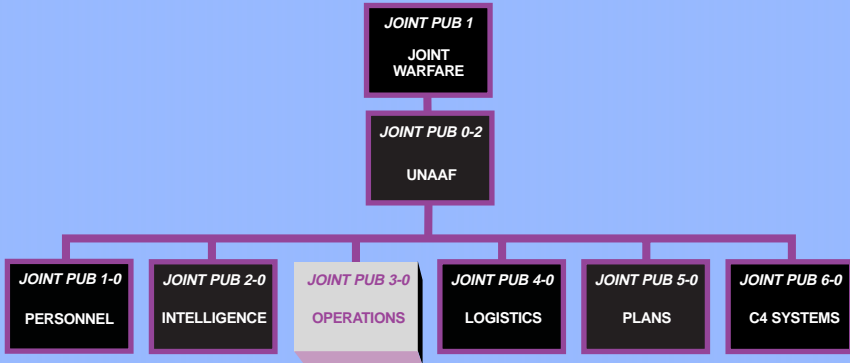 JOINT PUB 1
JOINT
WARFARE
JOINT PUB 0-2
UNAAF
JOINT PUB 1-0
PERSONNEL
JOINT PUB 2-0
INTELLIGENCE
JOINT PUB 3-0
OPERATIONS
JOINT PUB 4-0
LOGISTICS
JOINT PUB 5-0
PLANS
JOINT PUB 6-0
C4 SYSTEMS